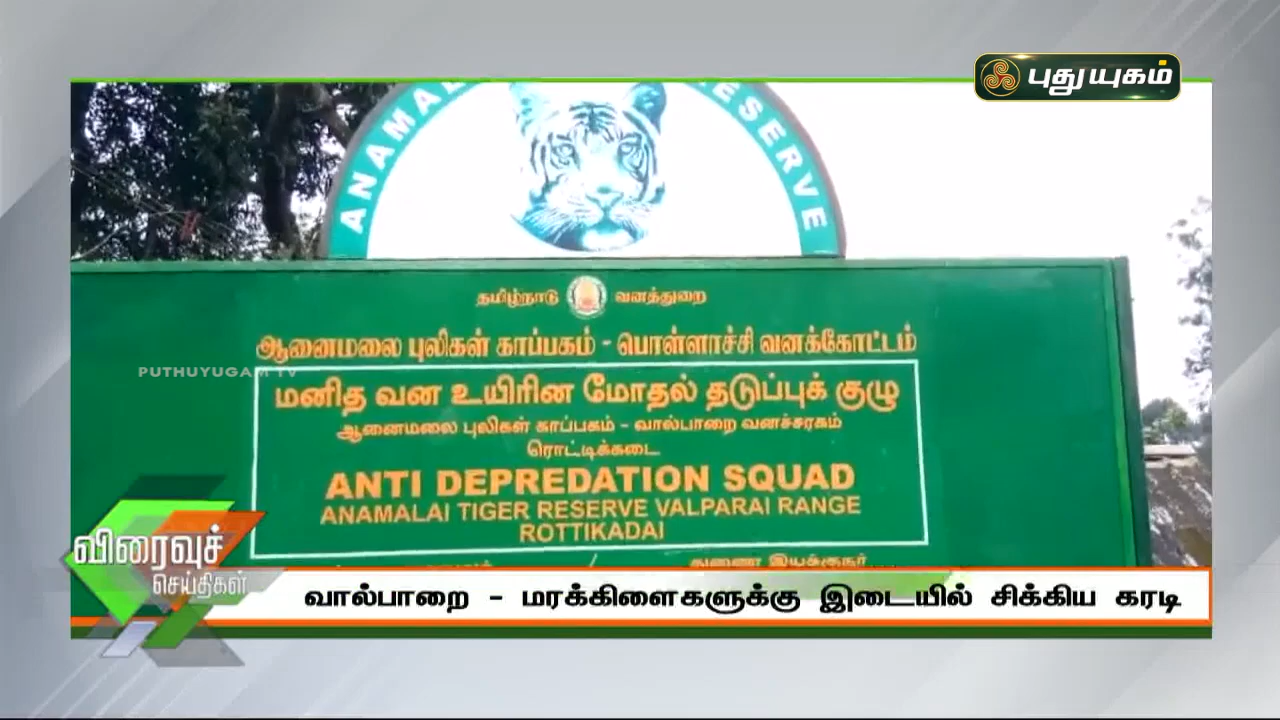 புதுயுகம்
ANAMAL RESERVE
தமிழ்நாடு வனத்துறை
ஆனைமலை புலிகள் காப்பகம் - பொள்ளாச்சி வனக்கோட்டம்
PUTHUYUGAM TV
மனித வன உயிரின மோதல் தடுப்புக் குழு
ஆனைமலை புலிகள் காப்பகம் - வால்பாறை வனச்சரகம்
ரொட்டிக்கடை
ANTI DEPREDATION SQUAD
ANAMALAI TIGER RESERVE VALPARAI RANGE
ROTTIKADAI
துணை இயக்குநர்
விரைவுச்
செய்திகள்
வால்பாறை - மரக்கிளைகளுக்கு இடையில் சிக்கிய கரடி